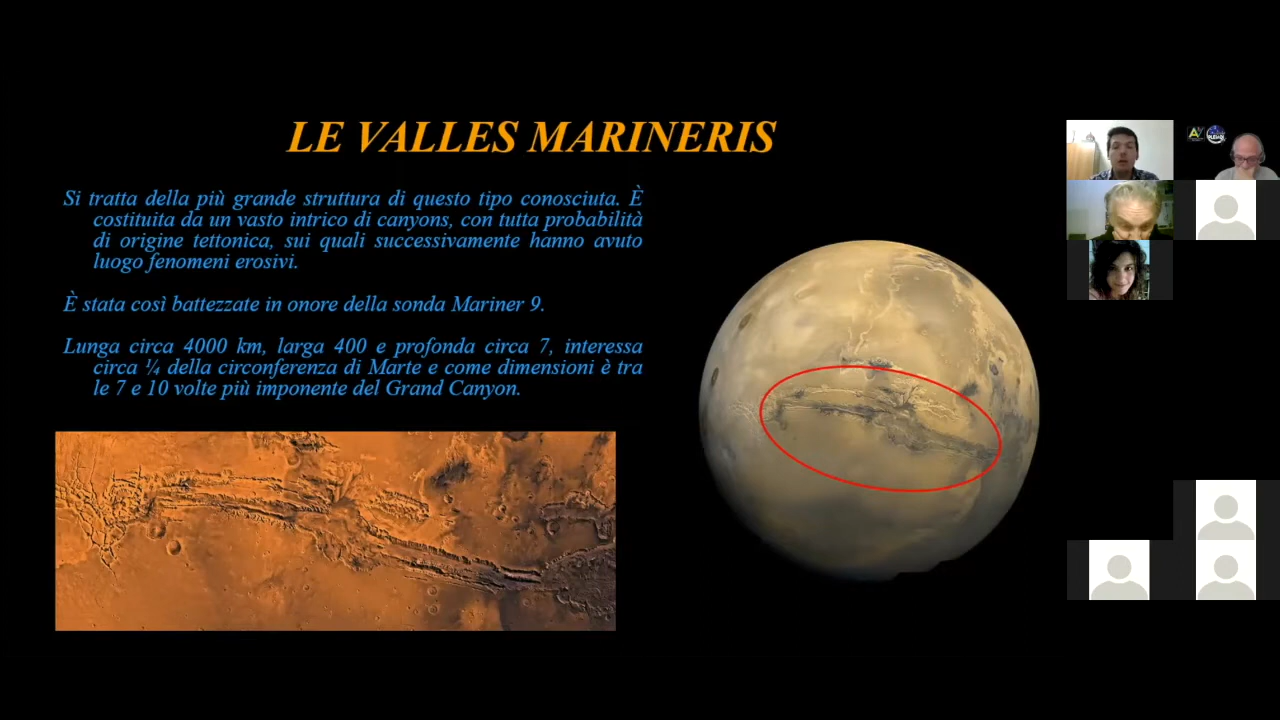 LE VALLES MARINERIS
Si tratta della più grande struttura di questo tipo conosciuta. È
costituita da un vasto intrico di canyons, con tutta probabilità
di origine tettonica, sui quali successivamente hanno avuto
luogo fenomeni erosivi.
È stata così battezzate in onore della sonda Mariner 9.
Lunga circa 4000 km, larga 400 e profonda circa 7, interessa
circa ¼ della circonferenza di Marte e come dimensioni è tra
le 7 e 10 volte più imponente del Grand Canyon.